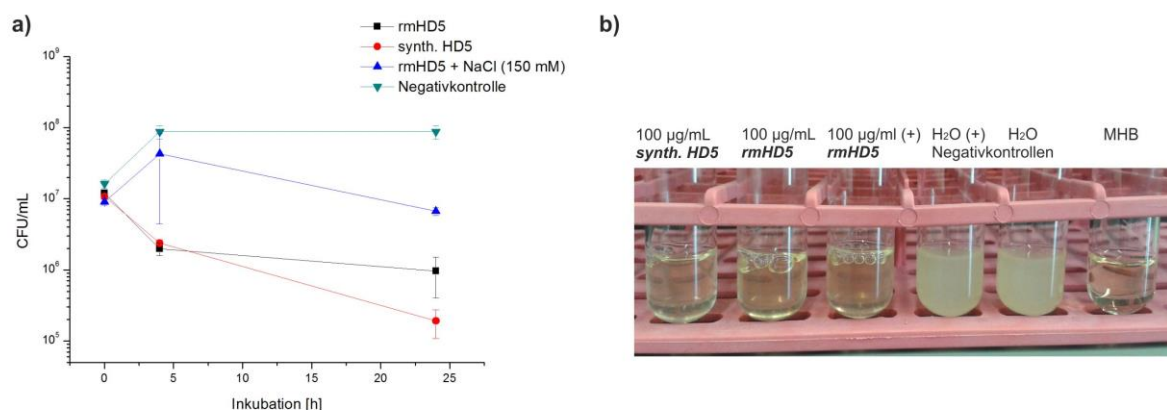 a)
rmHD5
synth. HD5
rmHD5 + NaCl (150 mM)
Negativkontrolle
10⁹
10⁸
10⁷
10⁶
10⁵
CFU/mL
0 5 10 15 20 25
Inkubation [h]
b)
100 µg/mL 100 µg/mL 100 µg/ml (+) H₂O (+) H₂O MHB
synth. HD5 rmHD5 rmHD5 Negativkontrollen